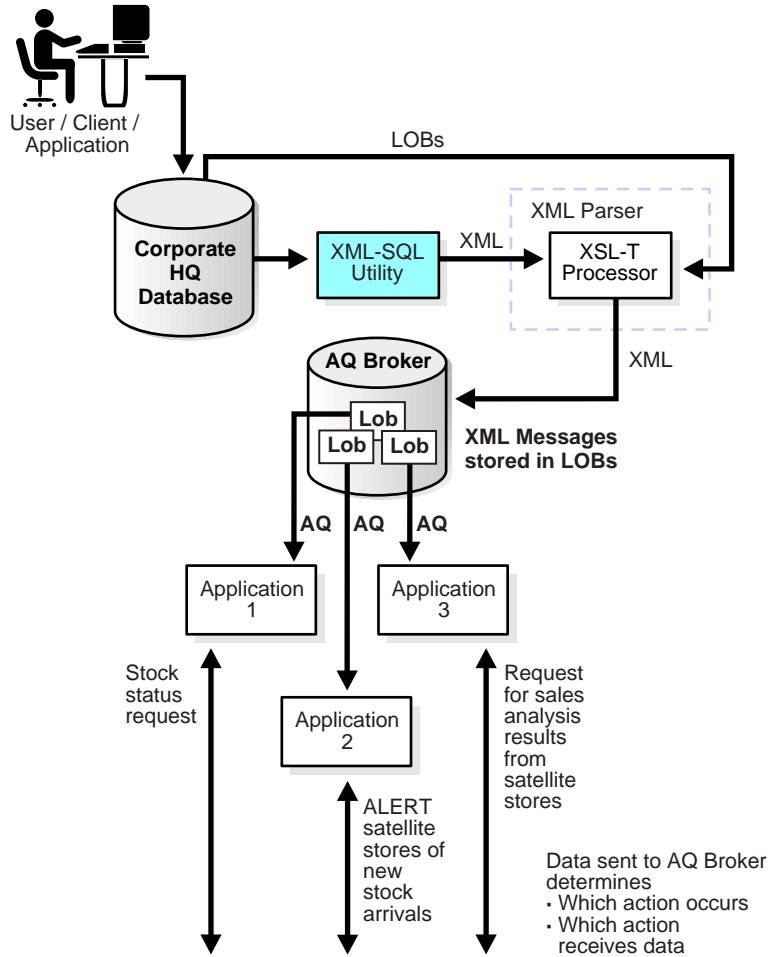 User / Client /
Application
LOBs
XML Parser
Corporate
HQ
Database
XML-SQL
Utility
XML
XSL-T
Processor
XML
AQ Broker
Lob
Lob
Lob
XML Messages
stored in LOBs
AQ
AQ
AQ
Application
1
Application
3
Stock
status
request
Request
for sales
analysis
results
from
satellite
stores
Application
2
ALERT
satellite
stores of
new
stock
arrivals
Data sent to AQ Broker
determines
· Which action occurs
· Which action
receives data